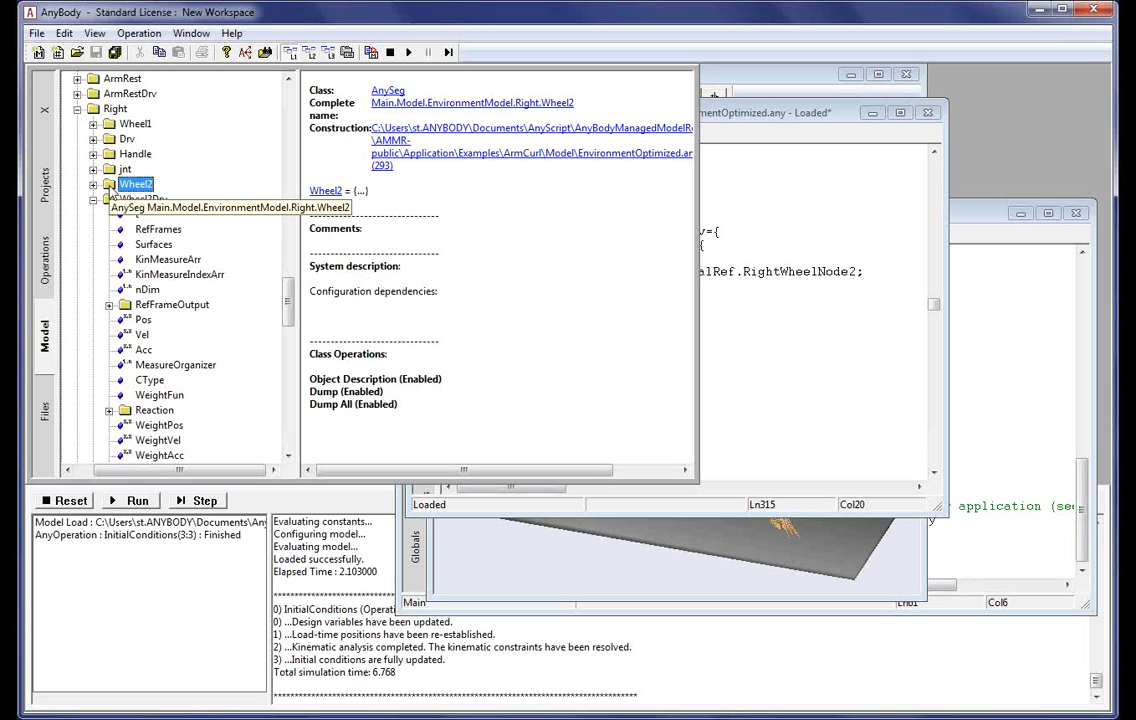 AnyBody - Standard License : New Workspace
File Edit View Operation Window Help
ArmRest
ArmRestDrv
Right
Wheel1
Drv
Handle
jnt
Wheel2
AnySeg Main.Model.EnvironmentModel.Right.Wheel2
RefFrames
Surfaces
KinMeasureArr
KinMeasureIndexArr
nDim
RefFrameOutput
Pos
Vel
Acc
MeasureOrganizer
CType
WeightFun
Reaction
WeightPos
WeightVel
WeightAcc
X
Projects
Operations
Model
Files
Class: AnySeg
Complete name: Main.Model.EnvironmentModel.Right.Wheel2
Construction: C:\Users\st.ANYBODY\Documents\AnyScript\AnyBodyManagedModelRe
\AMMR-
public\Application\Examples\ArmCurl\Model\EnvironmentOptimized.an
(293)
Wheel2 = {...}
----------------------------
Comments:
----------------------------
System description:
Configuration dependencies:
----------------------------
Class Operations:
Object Description (Enabled)
Dump (Enabled)
Dump All (Enabled)
mentOptimized.any - Loaded*
v={
{
alRef.RightWheelNode2;
Loaded Ln315 Col20
application (see
Globals
Main Ln61 Col6
Reset Run Step
Model Load : C:\Users\st.ANYBODY\Documents\Any
AnyOperation : InitialConditions(3:3) : Finished
Evaluating constants...
Configuring model...
Evaluating model...
Loaded successfully.
Elapsed Time : 2.103000
0) InitialConditions (Operati
0) ...Design variables have been updated.
1) ...Load-time positions have been re-established.
2) ...Kinematic analysis completed. The kinematic constraints have been resolved.
3) ...Initial conditions are fully updated.
Total simulation time: 6.768